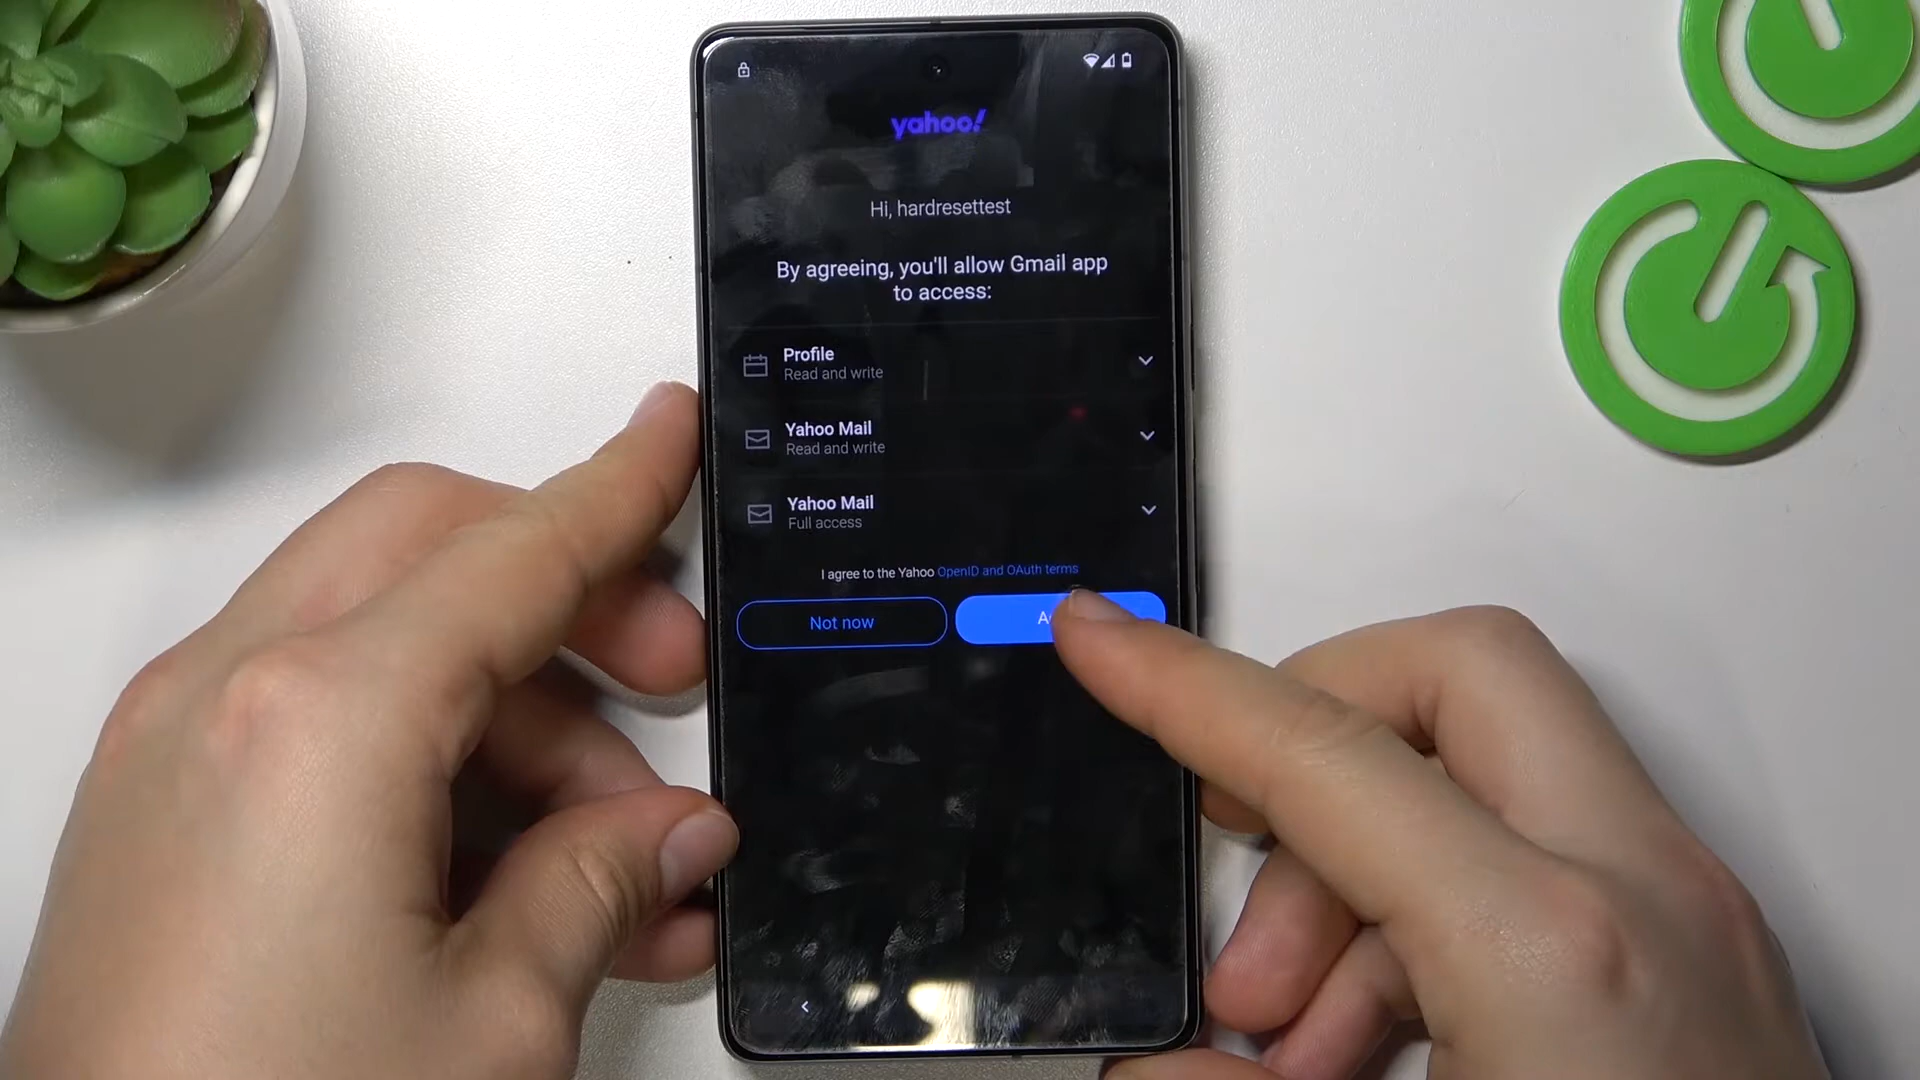 yahoo!
Hi, hardresettest
By agreeing, you'll allow Gmail app
to access:
Profile
Read and write
Yahoo Mail
Read and write
Yahoo Mail
Full access
I agree to the Yahoo OpenID and OAuth terms
Not now